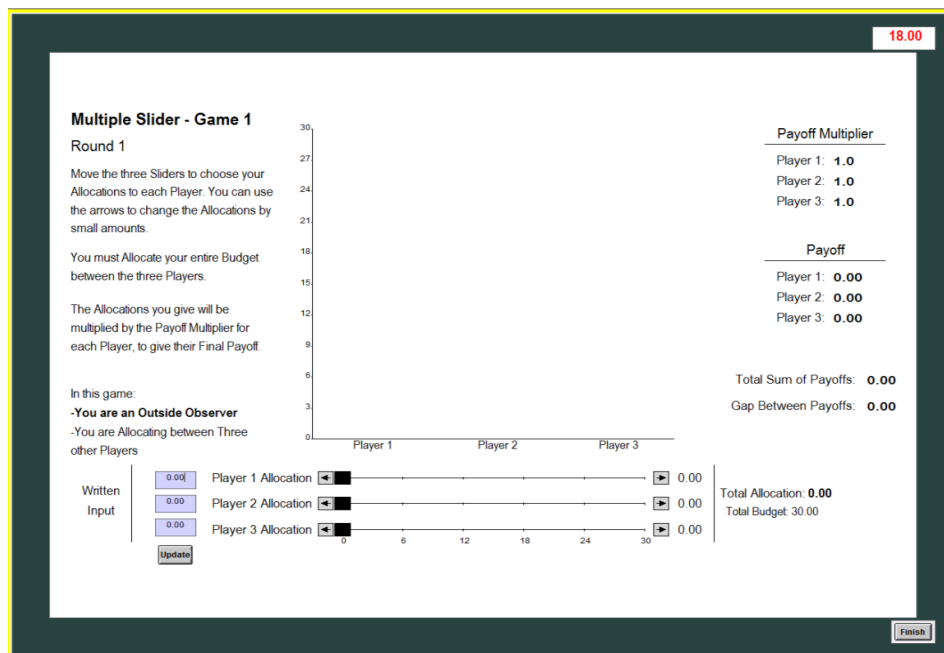 18.00
Multiple Slider - Game 1
Round 1
Move the three Sliders to choose your
Allocations to each Player. You can use
the arrows to change the Allocations by
small amounts.
You must Allocate your entire Budget
between the three Players.
The Allocations you give will be
multiplied by the Payoff Multiplier for
each Player, to give their Final Payoff.
In this game:
-You are an Outside Observer
-You are Allocating between Three
other Players
30
27
24
21
18
15
12
9
6
3
0
Player 1 Player 2 Player 3
Payoff Multiplier
Player 1: 1.0
Player 2: 1.0
Player 3: 1.0
Payoff
Player 1: 0.00
Player 2: 0.00
Player 3: 0.00
Total Sum of Payoffs: 0.00
Gap Between Payoffs: 0.00
Written
Input
0.00 Player 1 Allocation 0.00
0.00 Player 2 Allocation 0.00
0.00 Player 3 Allocation 0.00
0 6 12 18 24 30
Update
Total Allocation: 0.00
Total Budget: 30.00
Finish